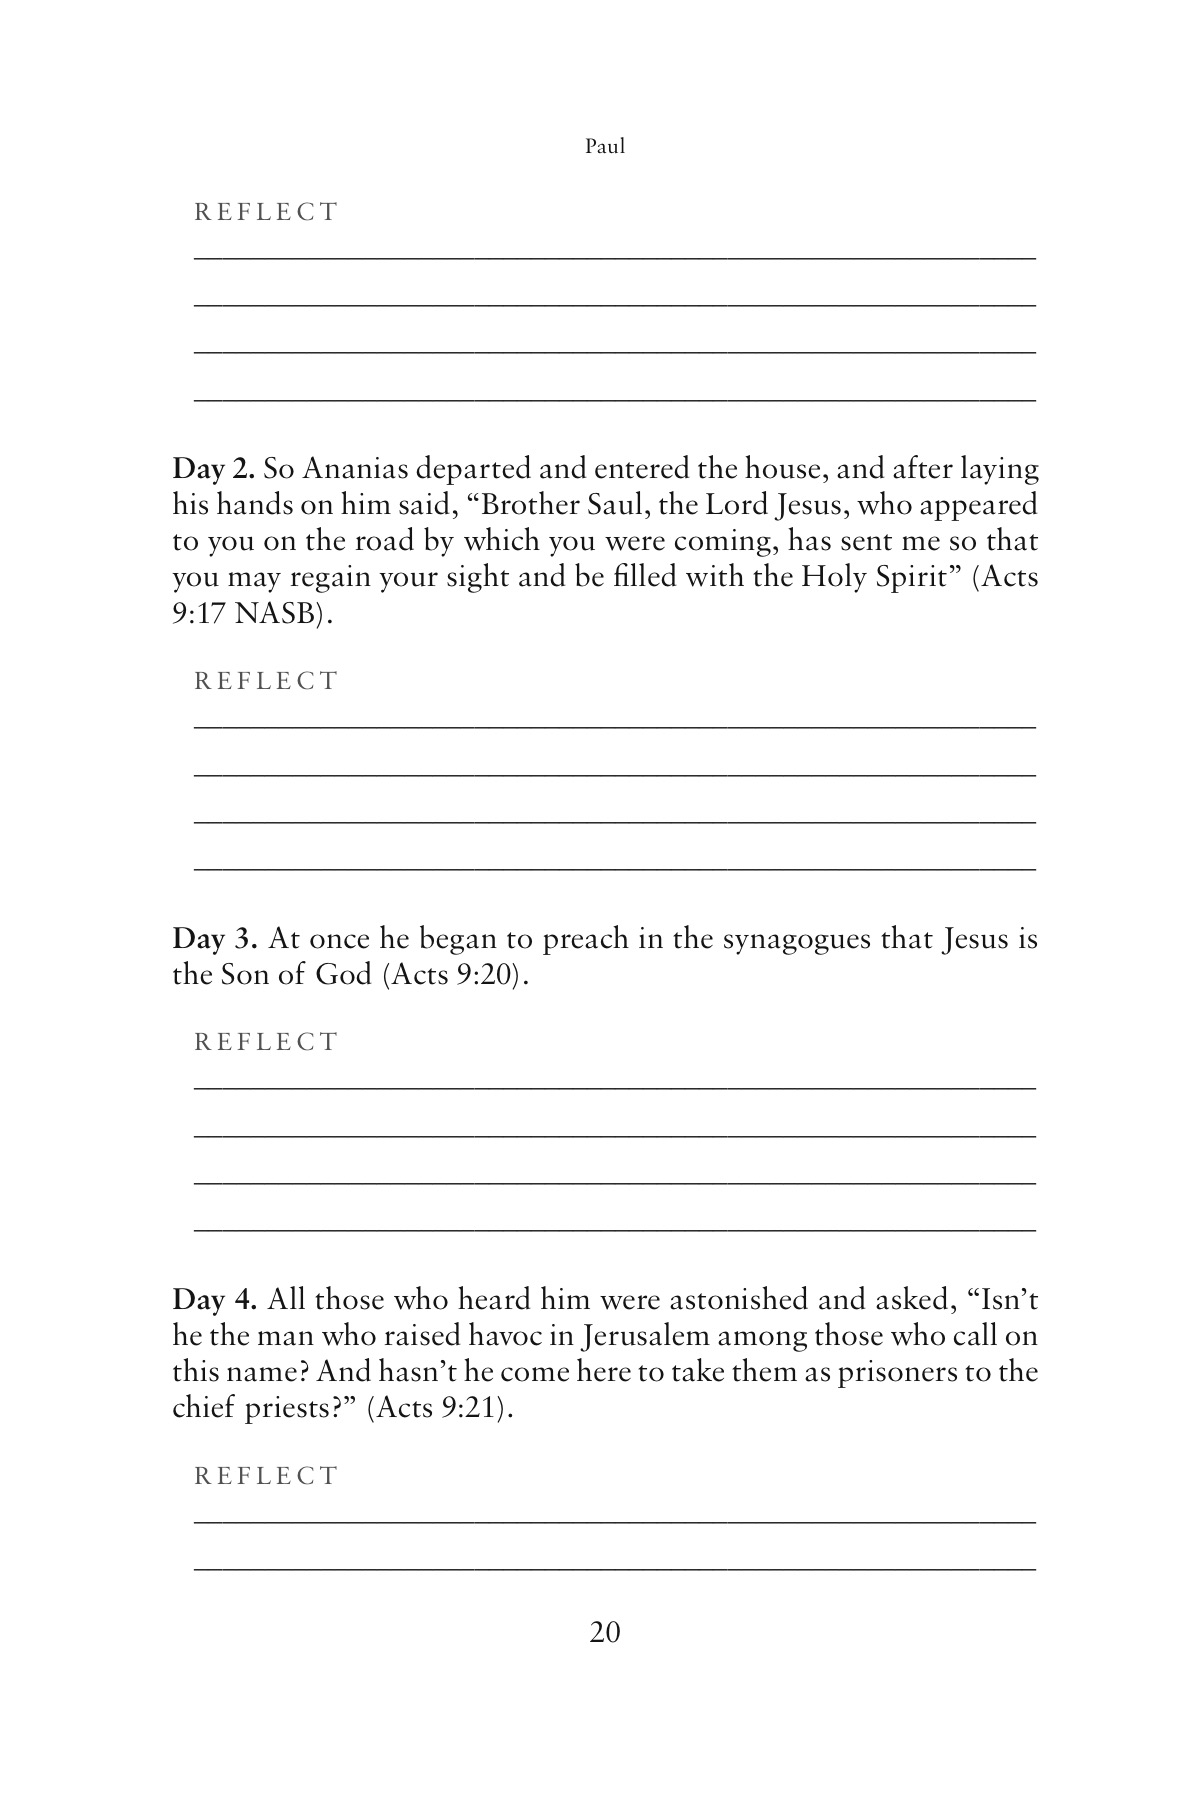 Paul
REFLECT
Day 2. So Ananias departed and entered the house, and after laying
his hands on him said, “Brother Saul, the Lord Jesus, who appeared
to you on the road by which you were coming, has sent me so that
you may regain your sight and be filled with the Holy Spirit” (Acts
9:17 NASB).
REFLECT
Day 3. At once he began to preach in the synagogues that Jesus is
the Son of God (Acts 9:20).
REFLECT
Day 4. All those who heard him were astonished and asked, “Isn’t
he the man who raised havoc in Jerusalem among those who call on
this name? And hasn’t he come here to take them as prisoners to the
chief priests?” (Acts 9:21).
REFLECT
20